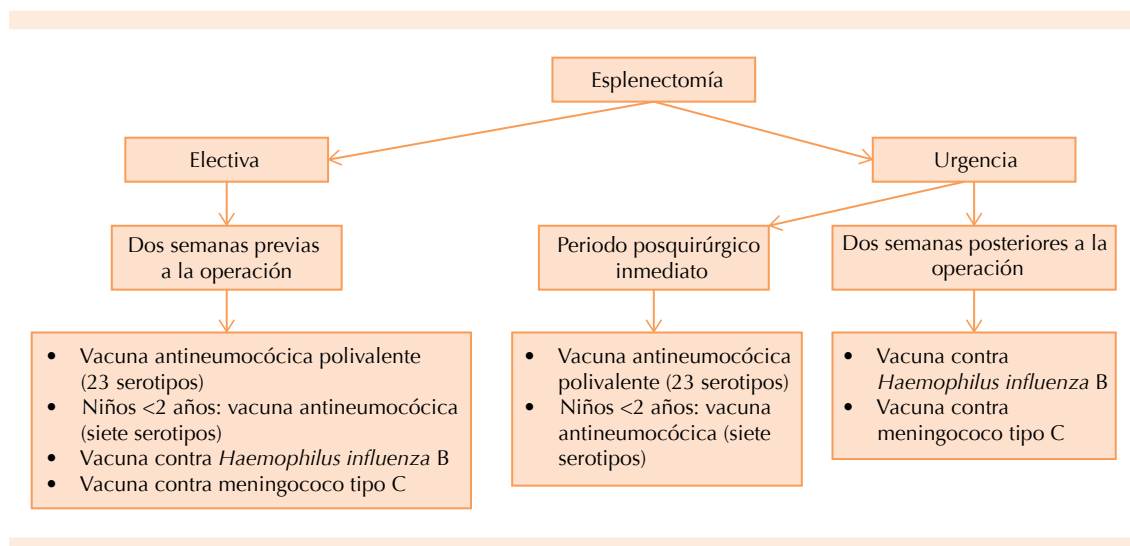 Esplenectomía
Electiva
Urgencia
Dos semanas previas
a la operación
Periodo posquirúrgico
inmediato
Dos semanas posteriores a la
operación
• Vacuna antineumocócica polivalente
(23 serotipos)
• Niños <2 años: vacuna antineumocócica
(siete serotipos)
• Vacuna contra Haemophilus influenza B
• Vacuna contra meningococo tipo C
• Vacuna antineumocócica
polivalente (23 serotipos)
• Niños <2 años: vacuna
antineumocócica (siete
serotipos)
• Vacuna contra
Haemophilus influenza B
• Vacuna contra
meningococo tipo C